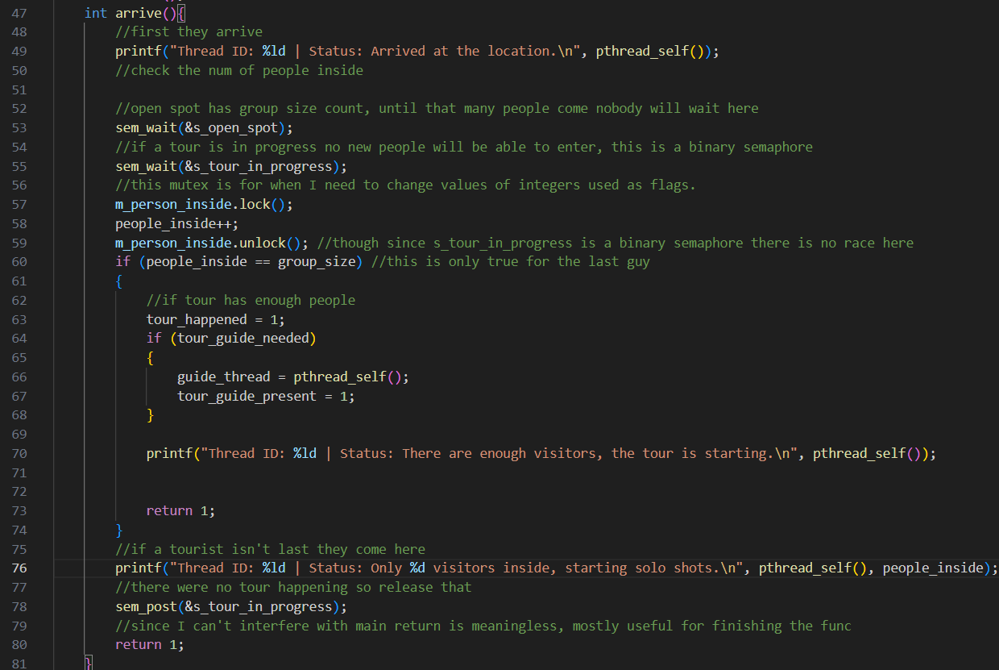 47 int arrive(){
48 //first they arrive
49 printf("Thread ID: %ld | Status: Arrived at the location.\n", pthread_self());
50 //check the num of people inside
51
52 //open spot has group size count, until that many people come nobody will wait here
53 sem_wait(&s_open_spot);
54 //if a tour is in progress no new people will be able to enter, this is a binary semaphore
55 sem_wait(&s_tour_in_progress);
56 //this mutex is for when I need to change values of integers used as flags.
57 m_person_inside.lock();
58 people_inside++;
59 m_person_inside.unlock(); //though since s_tour_in_progress is a binary semaphore there is no race here
60 if (people_inside == group_size) //this is only true for the last guy
61 {
62 //if tour has enough people
63 tour_happened = 1;
64 if (tour_guide_needed)
65 {
66 guide_thread = pthread_self();
67 tour_guide_present = 1;
68 }
69
70 printf("Thread ID: %ld | Status: There are enough visitors, the tour is starting.\n", pthread_self());
71
72
73 return 1;
74 }
75 //if a tourist isn't last they come here
76 printf("Thread ID: %ld | Status: Only %d visitors inside, starting solo shots.\n", pthread_self(), people_inside);
77 //there were no tour happening so release that
78 sem_post(&s_tour_in_progress);
79 //since I can't interfere with main return is meaningless, mostly useful for finishing the func
80 return 1;
81 }